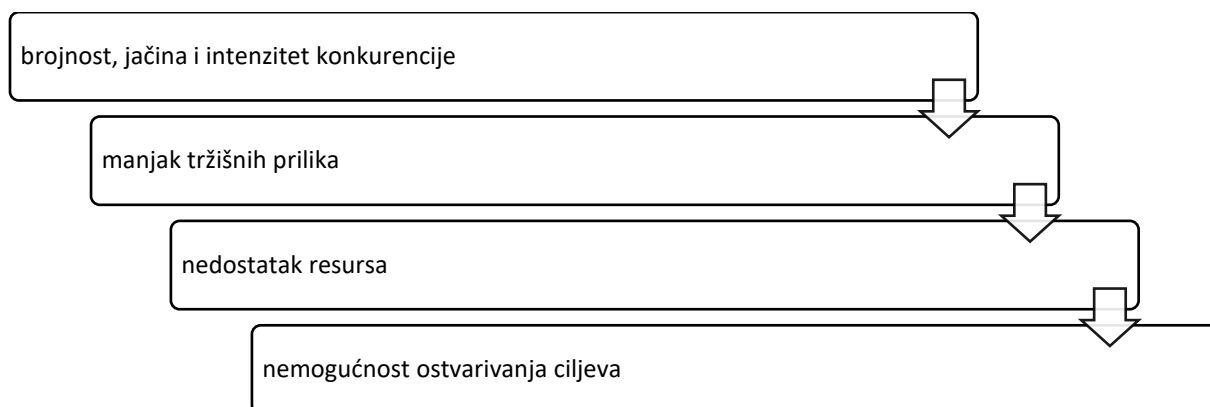 brojnost, jačina i intenzitet konkurencije
manjak tržišnih prilika
nedostatak resursa
nemogućnost ostvarivanja ciljeva